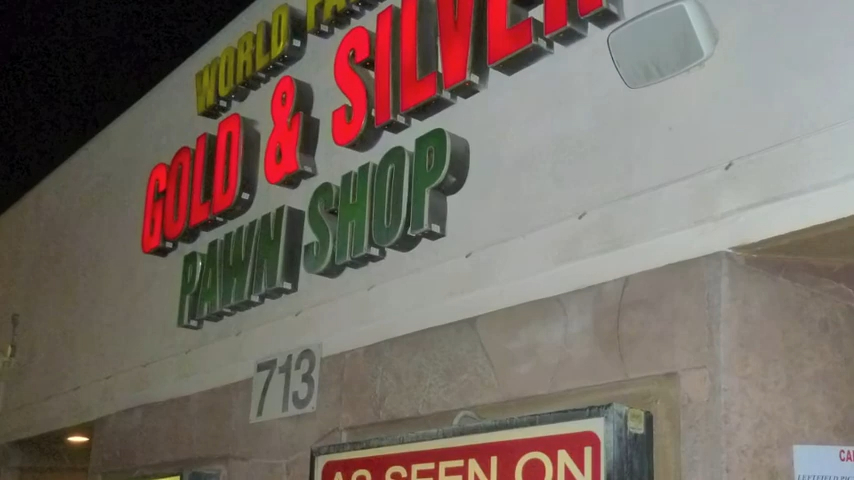 WORLD
GOLD & SILVER
PAWN SHOP
713
AS SEEN ON